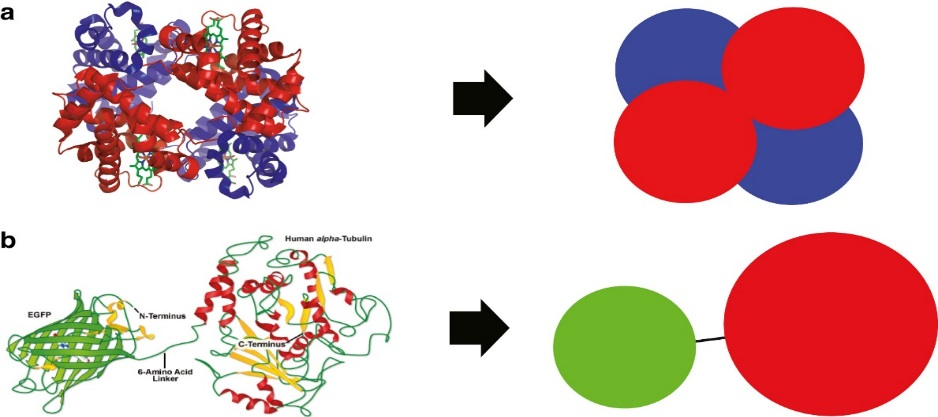 a
b
Human alpha-Tubulin
EGFP
N-Terminus
C-Terminus
6-Amino Acid
Linker